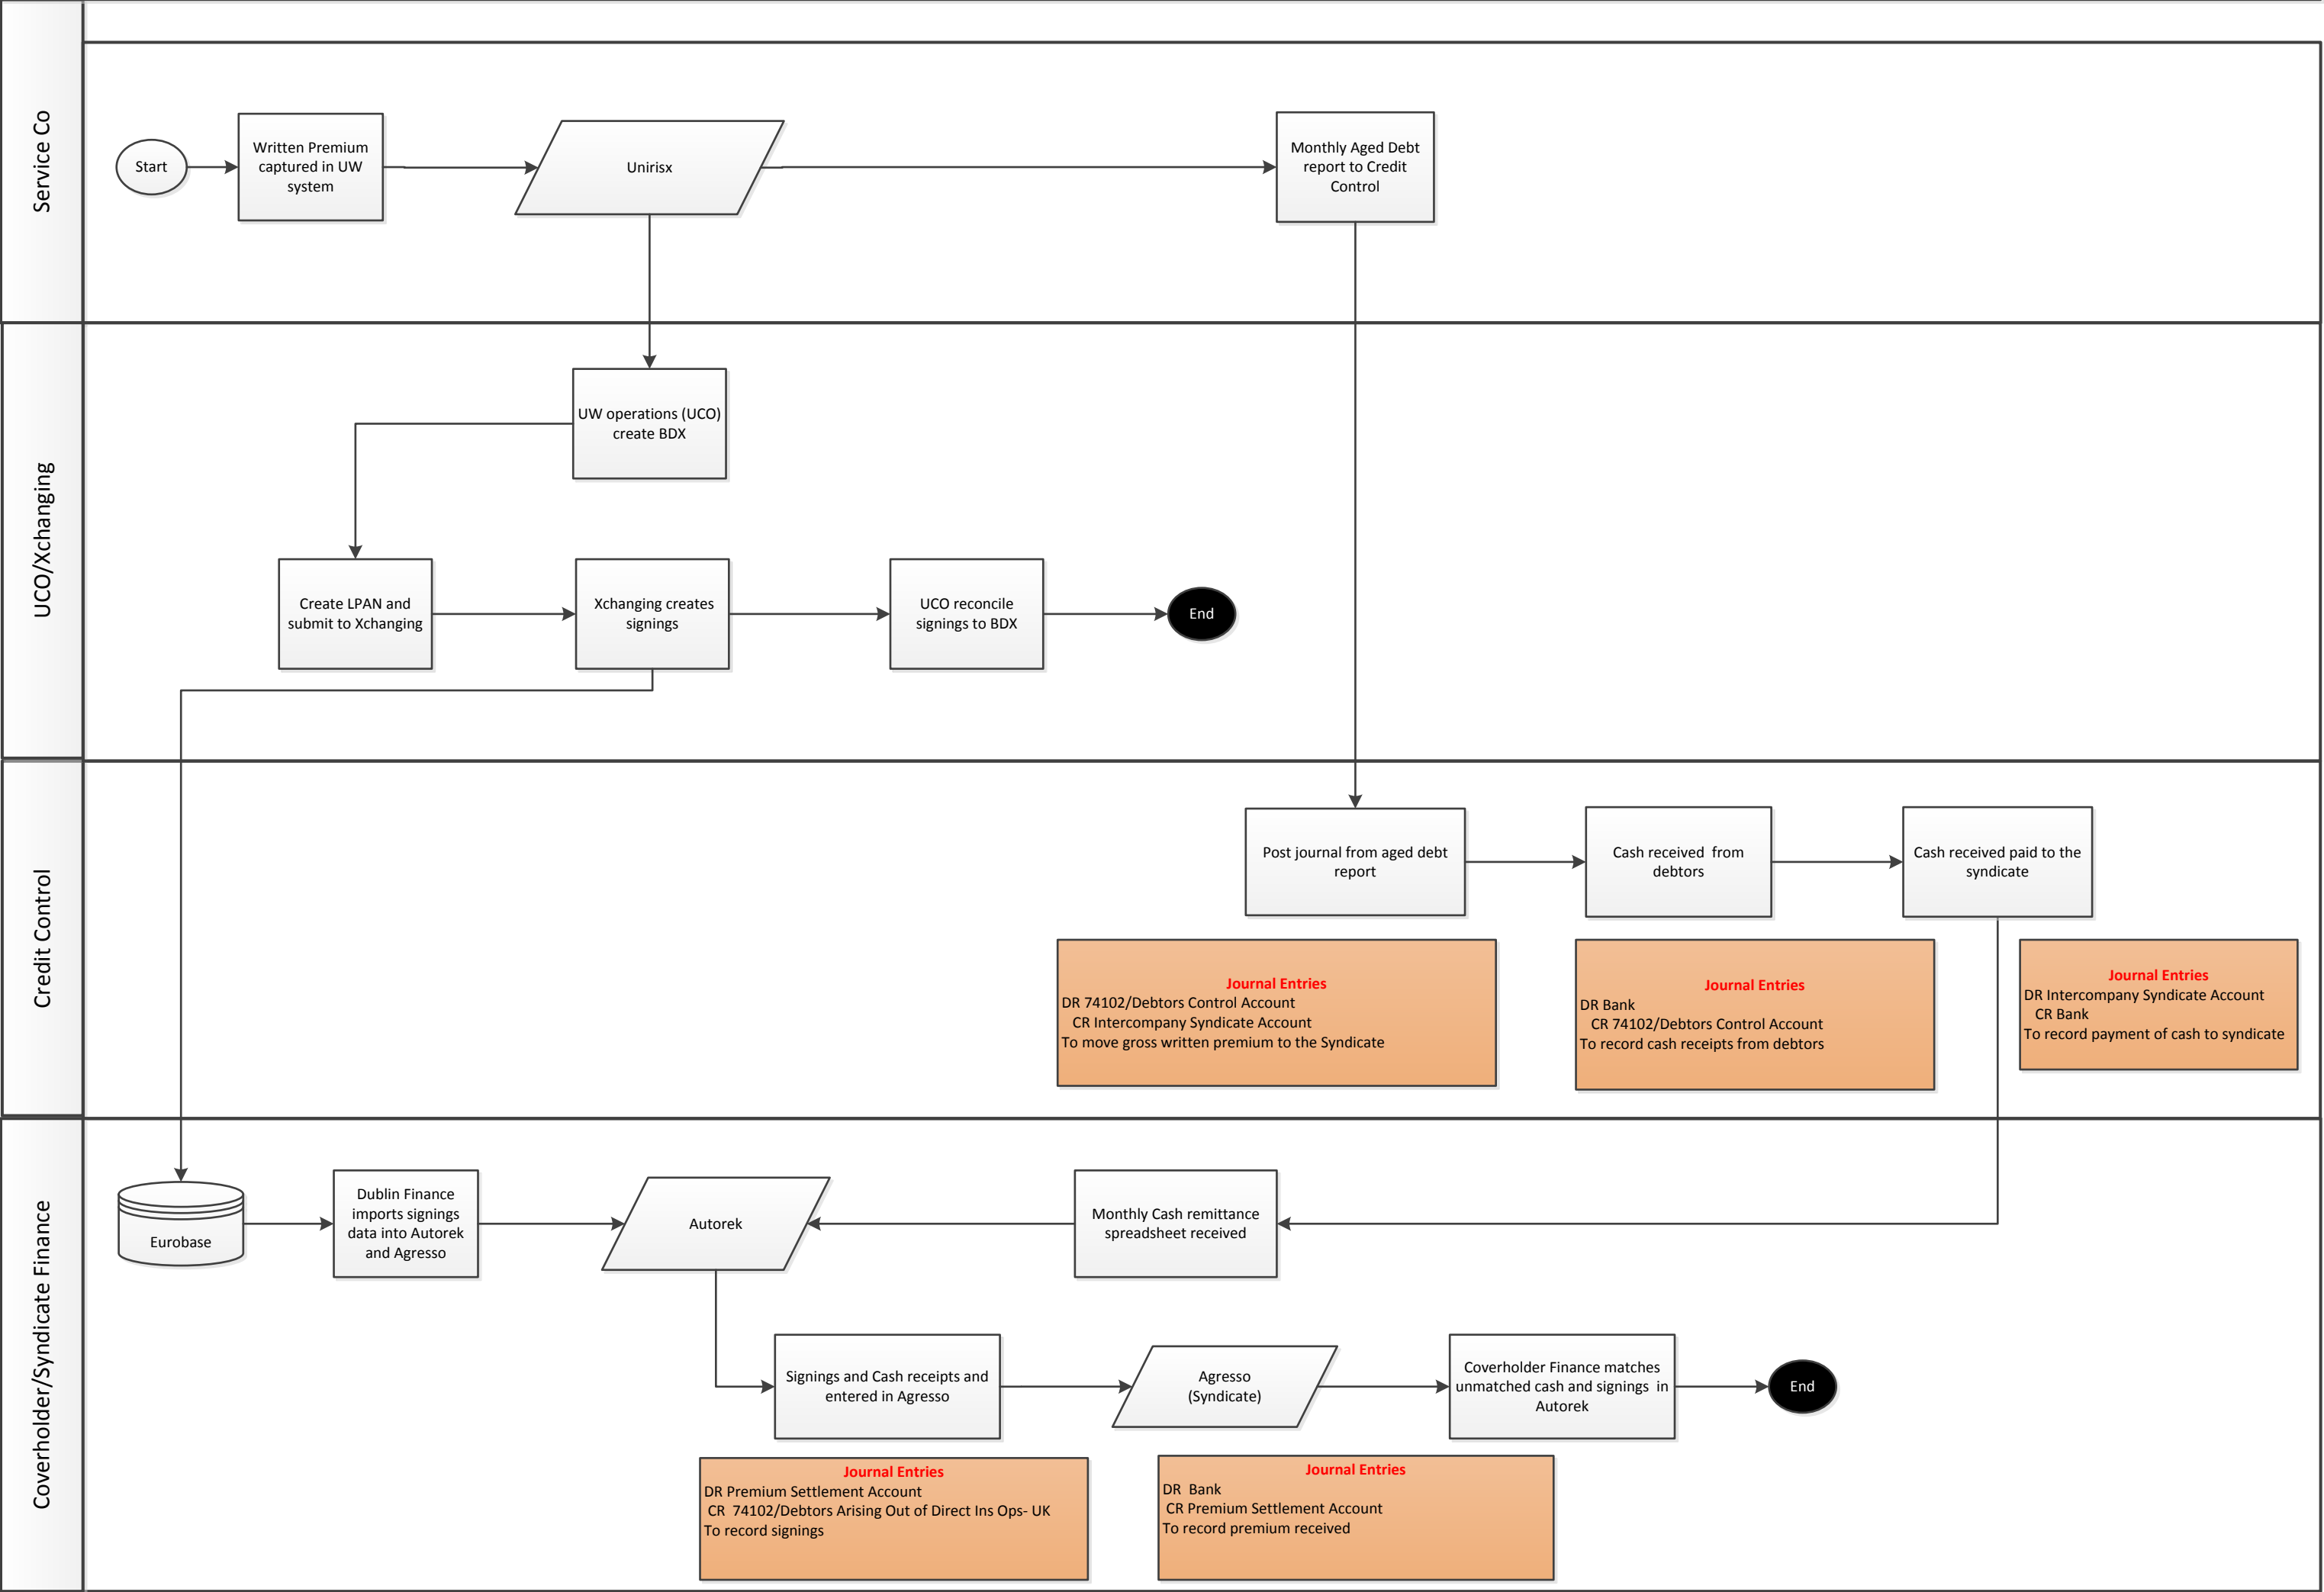 Service Co
Start
Written Premium
captured in UW
system
Unirisx
Monthly Aged Debt
report to Credit
Control
UCO/Xchanging
UW operations (UCO)
create BDX
Create LPAN and
submit to Xchanging
Xchanging creates
signings
UCO reconcile
signings to BDX
End
Credit Control
Post journal from aged debt
report
Cash received  from
debtors
Cash received paid to the
syndicate
Journal Entries
DR 74102/Debtors Control Account
CR Intercompany Syndicate Account
To move gross written premium to the Syndicate
Journal Entries
DR Bank
CR 74102/Debtors Control Account
To record cash receipts from debtors
Journal Entries
DR Intercompany Syndicate Account
CR Bank
To record payment of cash to syndicate
Coverholder/Syndicate Finance
Eurobase
Dublin Finance
imports signings
data into Autorek
and Agresso
Autorek
Monthly Cash remittance
spreadsheet received
Signings and Cash receipts and
entered in Agresso
Agresso
(Syndicate)
Coverholder Finance matches
unmatched cash and signings  in
Autorek
End
Journal Entries
DR Premium Settlement Account
CR  74102/Debtors Arising Out of Direct Ins Ops- UK
To record signings
Journal Entries
DR  Bank
CR Premium Settlement Account
To record premium received